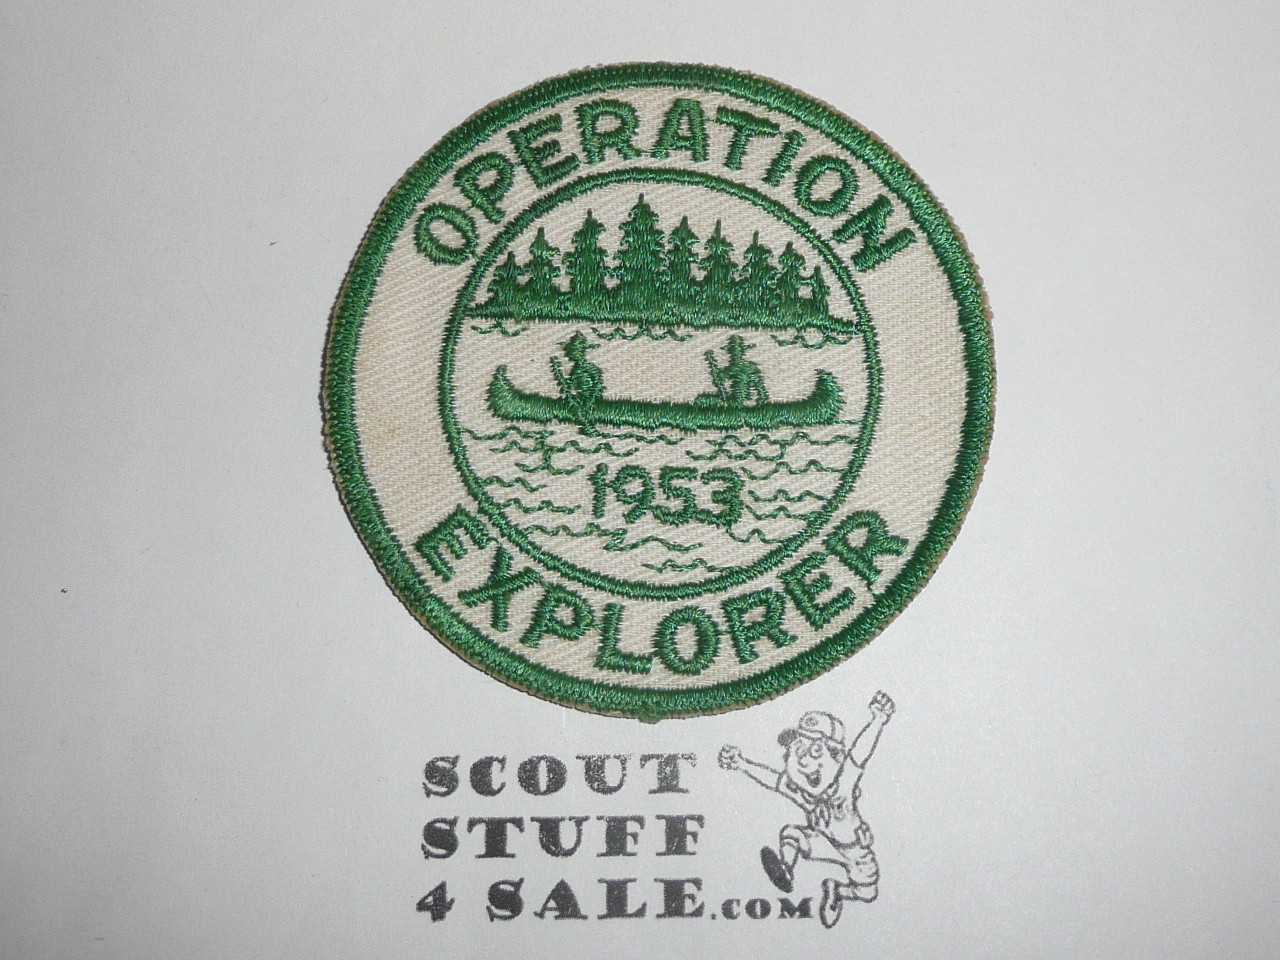 OPERATION
1953
EXPLORER
SCOUT
STUFF
4 SALE.COM